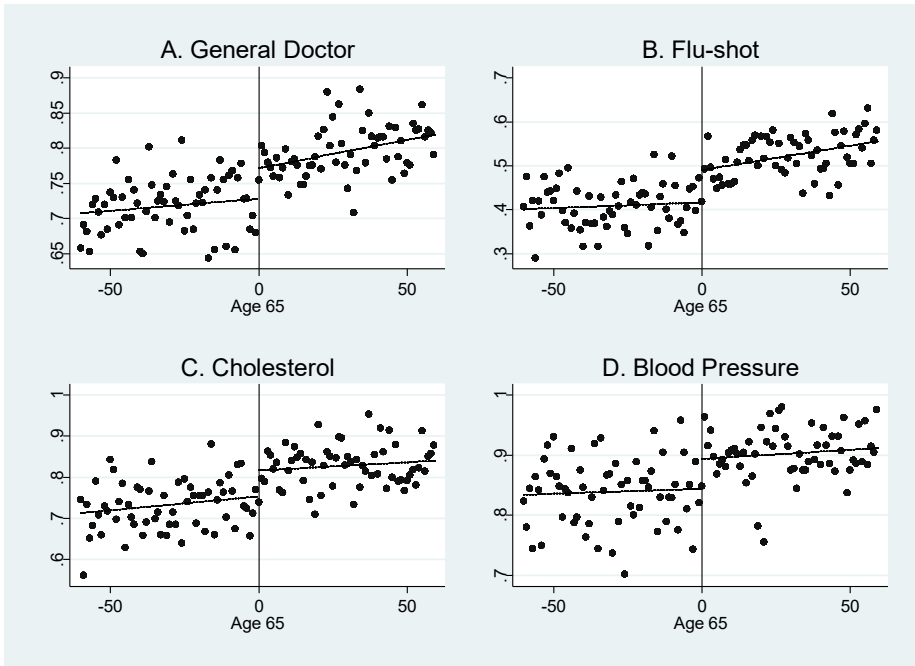 A. General Doctor
.9
.85
.8
.75
.7
.65
-50 0 50
Age 65
B. Flu-shot
.7
.6
.5
.4
.3
-50 0 50
Age 65
C. Cholesterol
1
.9
.8
.7
.6
-50 0 50
Age 65
D. Blood Pressure
1
.9
.8
.7
-50 0 50
Age 65